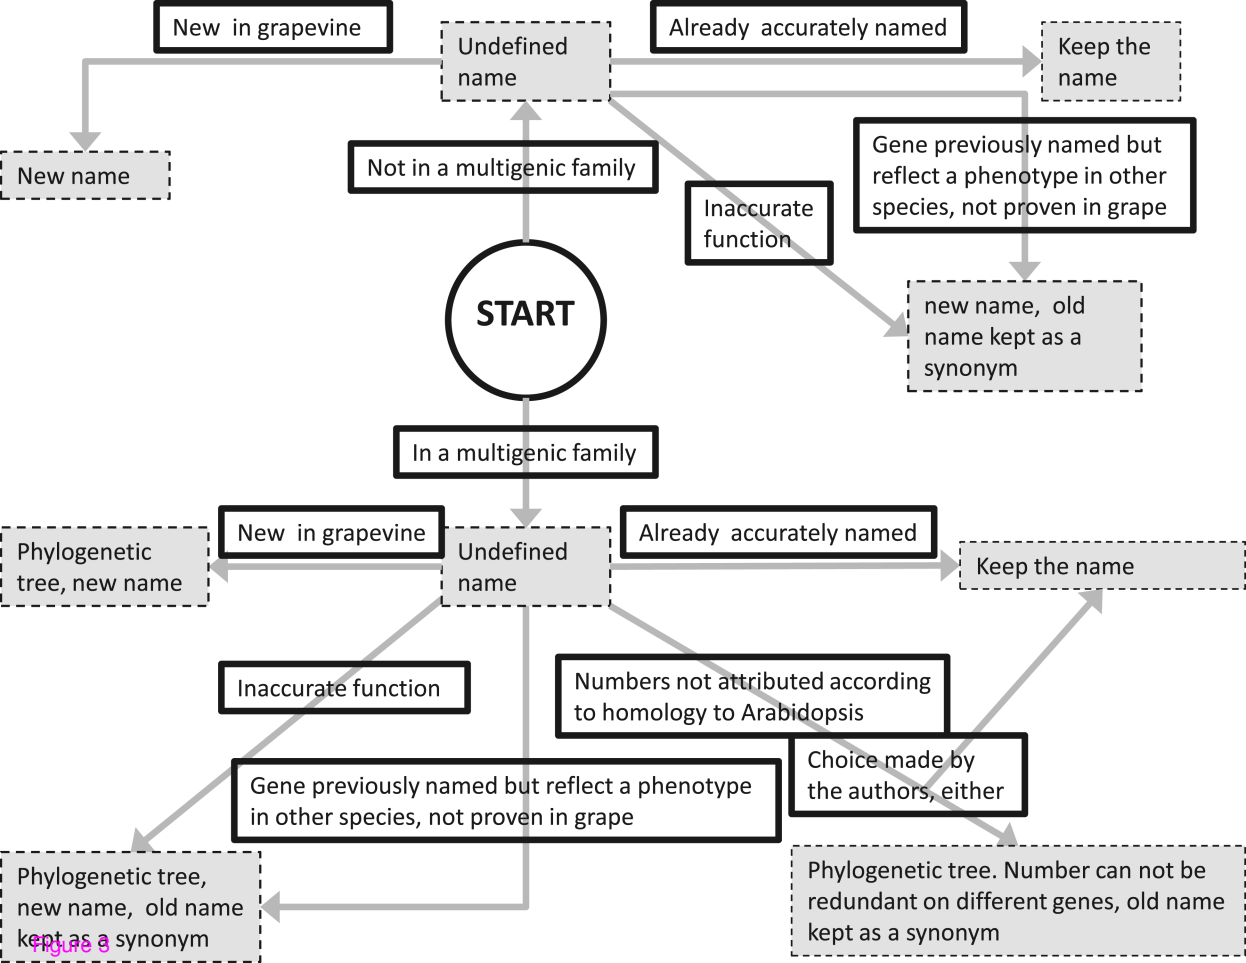 New in grapevine
Undefined
name
Already accurately named
Keep the
name
New name
Not in a multigenic family
Inaccurate
function
Gene previously named but
reflect a phenotype in other
species, not proven in grape
START
new name, old
name kept as a
synonym
In a multigenic family
Phylogenetic
tree, new name
New in grapevine
Undefined
name
Already accurately named
Keep the name
Inaccurate function
Numbers not attributed according
to homology to Arabidopsis
Choice made by
the authors, either
Gene previously named but reflect a phenotype
in other species, not proven in grape
Phylogenetic tree,
new name, old name
kept as a synonym
Figure 3
Phylogenetic tree. Number can not be
redundant on different genes, old name
kept as a synonym